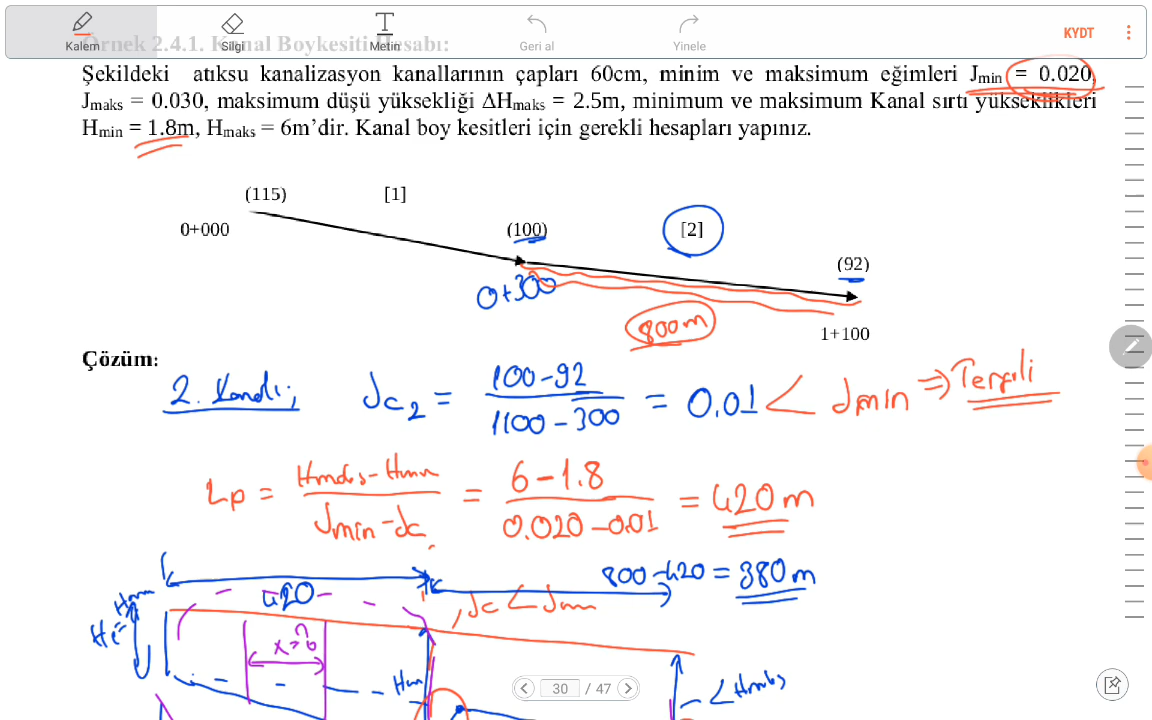 Kalem
Silgi
Metin
Geri al
Yinele
KYDT
Örnek 2.4.1. Kanal Boykesiti Hesabı:
Şekildeki atıksu kanalizasyon kanallarının çapları 60cm, minim ve maksimum eğimleri Jmin = 0.020,
Jmaks = 0.030, maksimum düşü yüksekliği ΔHmaks = 2.5m, minimum ve maksimum Kanal sırtı yükseklikleri
Hmin = 1.8m, Hmaks = 6m'dir. Kanal boy kesitleri için gerekli hesapları yapınız.
(115) [1]
0+000 (100) [2]
(92)
0+300
800m
1+100
Çözüm:
2. Kanal; Jc2 = 100-92 / 1100-300 = 0.01 < Jmin ⇒ Tergili
Lp = Hmaks-Hmin / Jmin-Jc = 6-1.8 / 0.020-0.01 = 420 m
800-420 = 380 m
420
Jc < Jmin
Hmin
x=?
Hmin
< Hmaks
30 / 47